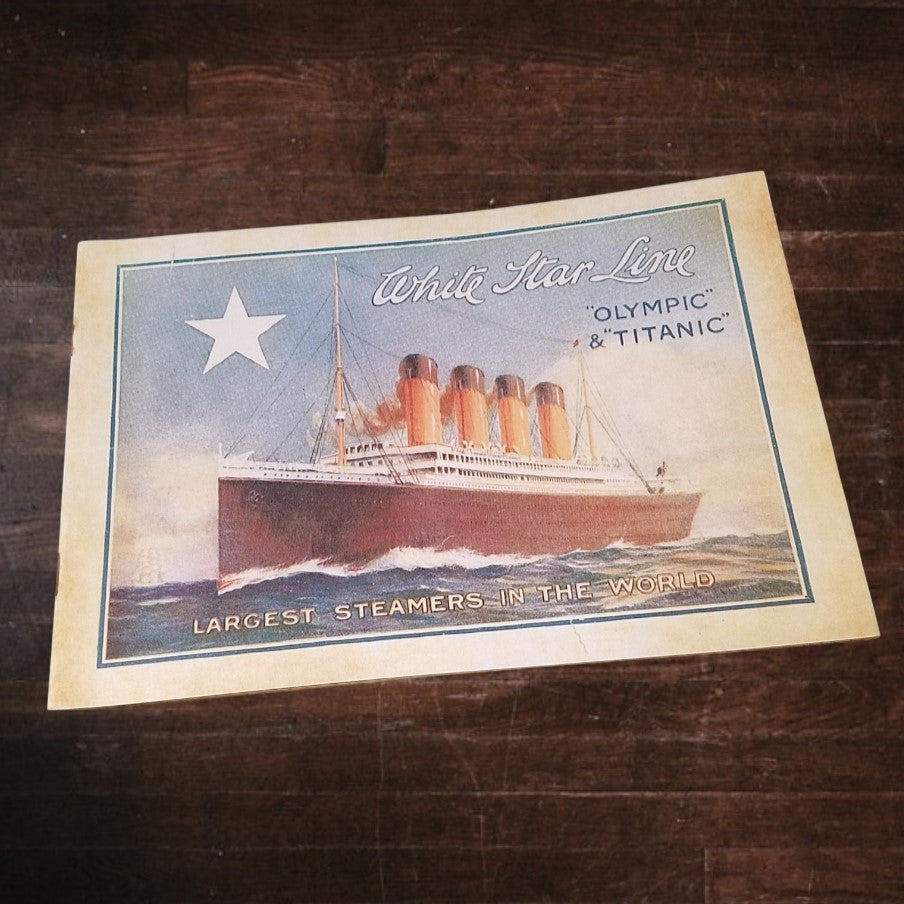 White Star Line
"OLYMPIC"
& "TITANIC"
LARGEST STEAMERS IN THE WORLD